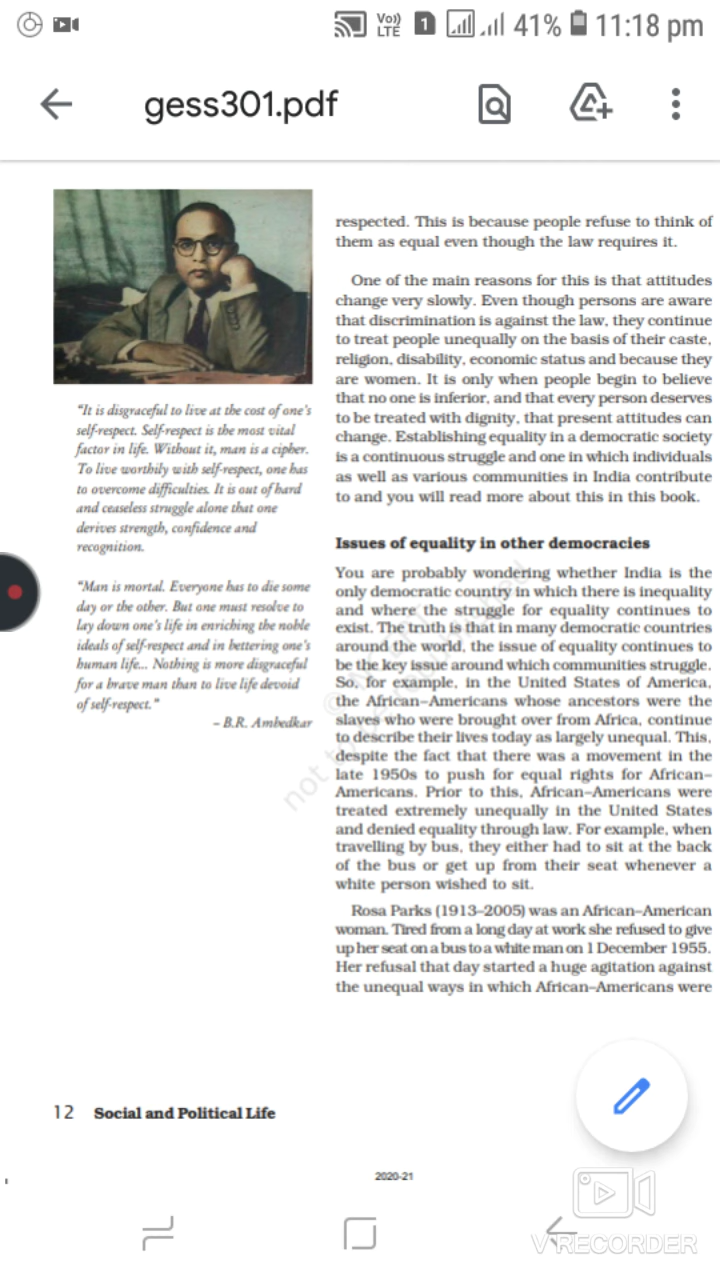 Vo)) LTE 1 41% 11:18 pm
gess301.pdf
"It is disgraceful to live at the cost of one's
self-respect. Self-respect is the most vital
factor in life. Without it, man is a cipher.
To live worthily with self-respect, one has
to overcome difficulties. It is out of hard
and ceaseless struggle alone that one
derives strength, confidence and
recognition.
"Man is mortal. Everyone has to die some
day or the other. But one must resolve to
lay down one's life in enriching the noble
ideals of self-respect and in bettering one's
human life... Nothing is more disgraceful
for a brave man than to live life devoid
of self-respect."
– B.R. Ambedkar
respected. This is because people refuse to think of
them as equal even though the law requires it.
One of the main reasons for this is that attitudes
change very slowly. Even though persons are aware
that discrimination is against the law, they continue
to treat people unequally on the basis of their caste,
religion, disability, economic status and because they
are women. It is only when people begin to believe
that no one is inferior, and that every person deserves
to be treated with dignity, that present attitudes can
change. Establishing equality in a democratic society
is a continuous struggle and one in which individuals
as well as various communities in India contribute
to and you will read more about this in this book.
Issues of equality in other democracies
You are probably wondering whether India is the
only democratic country in which there is inequality
and where the struggle for equality continues to
exist. The truth is that in many democratic countries
around the world, the issue of equality continues to
be the key issue around which communities struggle.
So, for example, in the United States of America,
the African–Americans whose ancestors were the
slaves who were brought over from Africa, continue
to describe their lives today as largely unequal. This,
despite the fact that there was a movement in the
late 1950s to push for equal rights for African–
Americans. Prior to this, African–Americans were
treated extremely unequally in the United States
and denied equality through law. For example, when
travelling by bus, they either had to sit at the back
of the bus or get up from their seat whenever a
white person wished to sit.
Rosa Parks (1913–2005) was an African–American
woman. Tired from a long day at work she refused to give
up her seat on a bus to a white man on 1 December 1955.
Her refusal that day started a huge agitation against
the unequal ways in which African–Americans were
12 Social and Political Life
2020-21
V RECORDER